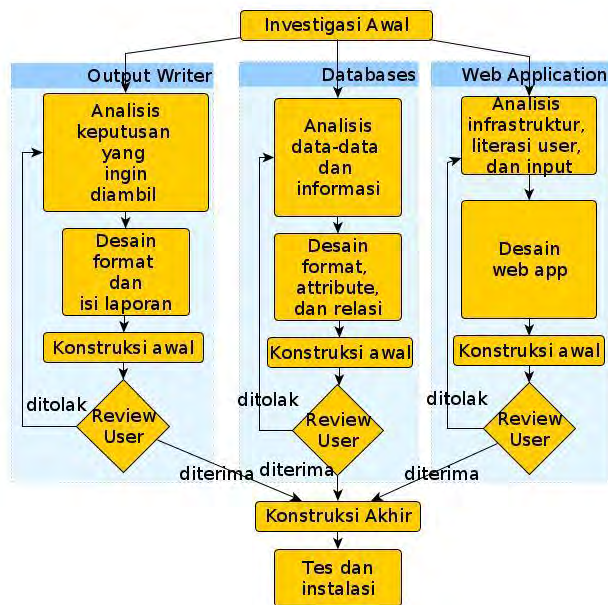 Investigasi Awal
Output Writer
Analisis
keputusan
yang
ingin
diambil
Desain
format
dan
isi laporan
Konstruksi awal
ditolak
Review
User
diterima
Databases
Analisis
data-data
dan
informasi
Desain
format,
attribute,
dan relasi
Konstruksi awal
ditolak
Review
User
diterima
Web Application
Analisis
infrastruktur,
literasi user,
dan input
Desain
web app
Konstruksi awal
ditolak
Review
User
diterima
Konstruksi Akhir
Tes dan
instalasi